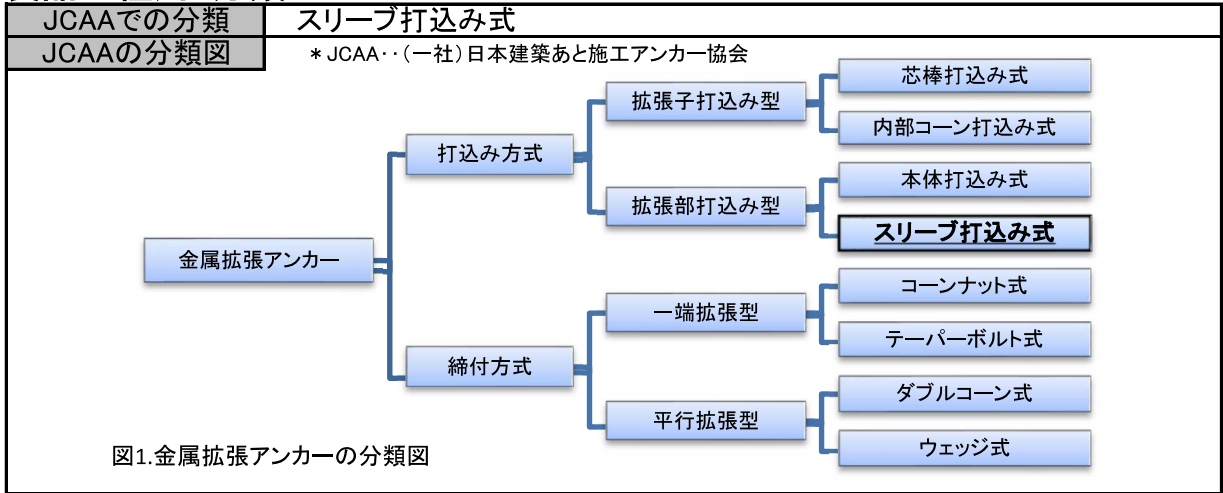 JCAAでの分類 スリーブ打込み式
JCAAの分類図 *JCAA‥(一社)日本建築あと施工アンカー協会
芯棒打込み式
拡張子打込み型
内部コーン打込み式
打込み方式
本体打込み式
拡張部打込み型
スリーブ打込み式
金属拡張アンカー
コーンナット式
一端拡張型
テーパーボルト式
締付方式
ダブルコーン式
平行拡張型
ウェッジ式
図1.金属拡張アンカーの分類図